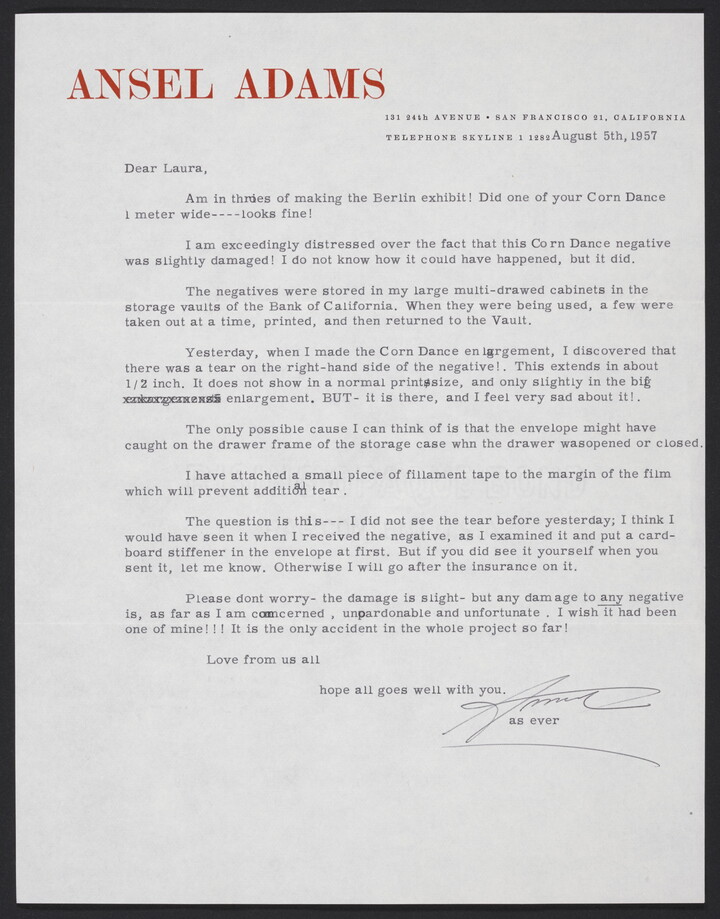 ANSEL ADAMS
131 24th AVENUE • SAN FRANCISCO 21, CALIFORNIA
TELEPHONE SKYLINE 1 1282 August 5th, 1957
Dear Laura,
Am in throies of making the Berlin exhibit! Did one of your Corn Dance
1 meter wide----looks fine!
I am exceedingly distressed over the fact that this Corn Dance negative
was slightly damaged! I do not know how it could have happened, but it did.
The negatives were stored in my large multi-drawed cabinets in the
storage vaults of the Bank of California. When they were being used, a few were
taken out at a time, printed, and then returned to the Vault.
Yesterday, when I made the Corn Dance enlargement, I discovered that
there was a tear on the right-hand side of the negative!. This extends in about
1/2 inch. It does not show in a normal print size, and only slightly in the big
enlargement. BUT- it is there, and I feel very sad about it!.
The only possible cause I can think of is that the envelope might have
caught on the drawer frame of the storage case whn the drawer wasopened or closed.
I have attached a small piece of fillament tape to the margin of the film
which will prevent additional tear .
The question is this--- I did not see the tear before yesterday; I think I
would have seen it when I received the negative, as I examined it and put a card-
board stiffener in the envelope at first. But if you did see it yourself when you
sent it, let me know. Otherwise I will go after the insurance on it.
Please dont worry- the damage is slight- but any damage to any negative
is, as far as I am concerned , unpardonable and unfortunate . I wish it had been
one of mine!!! It is the only accident in the whole project so far!
Love from us all
hope all goes well with you.
Ansel
as ever